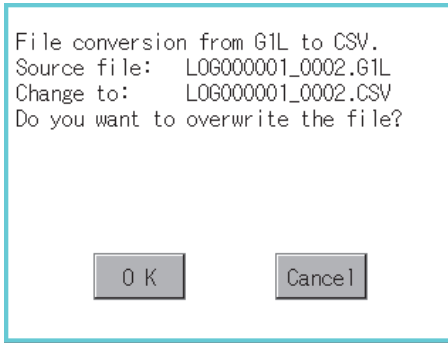 File conversion from G1L to CSV.
Source file: LOG000001_0002.G1L
Change to: LOG000001_0002.CSV
Do you want to overwrite the file?
OK Cancel